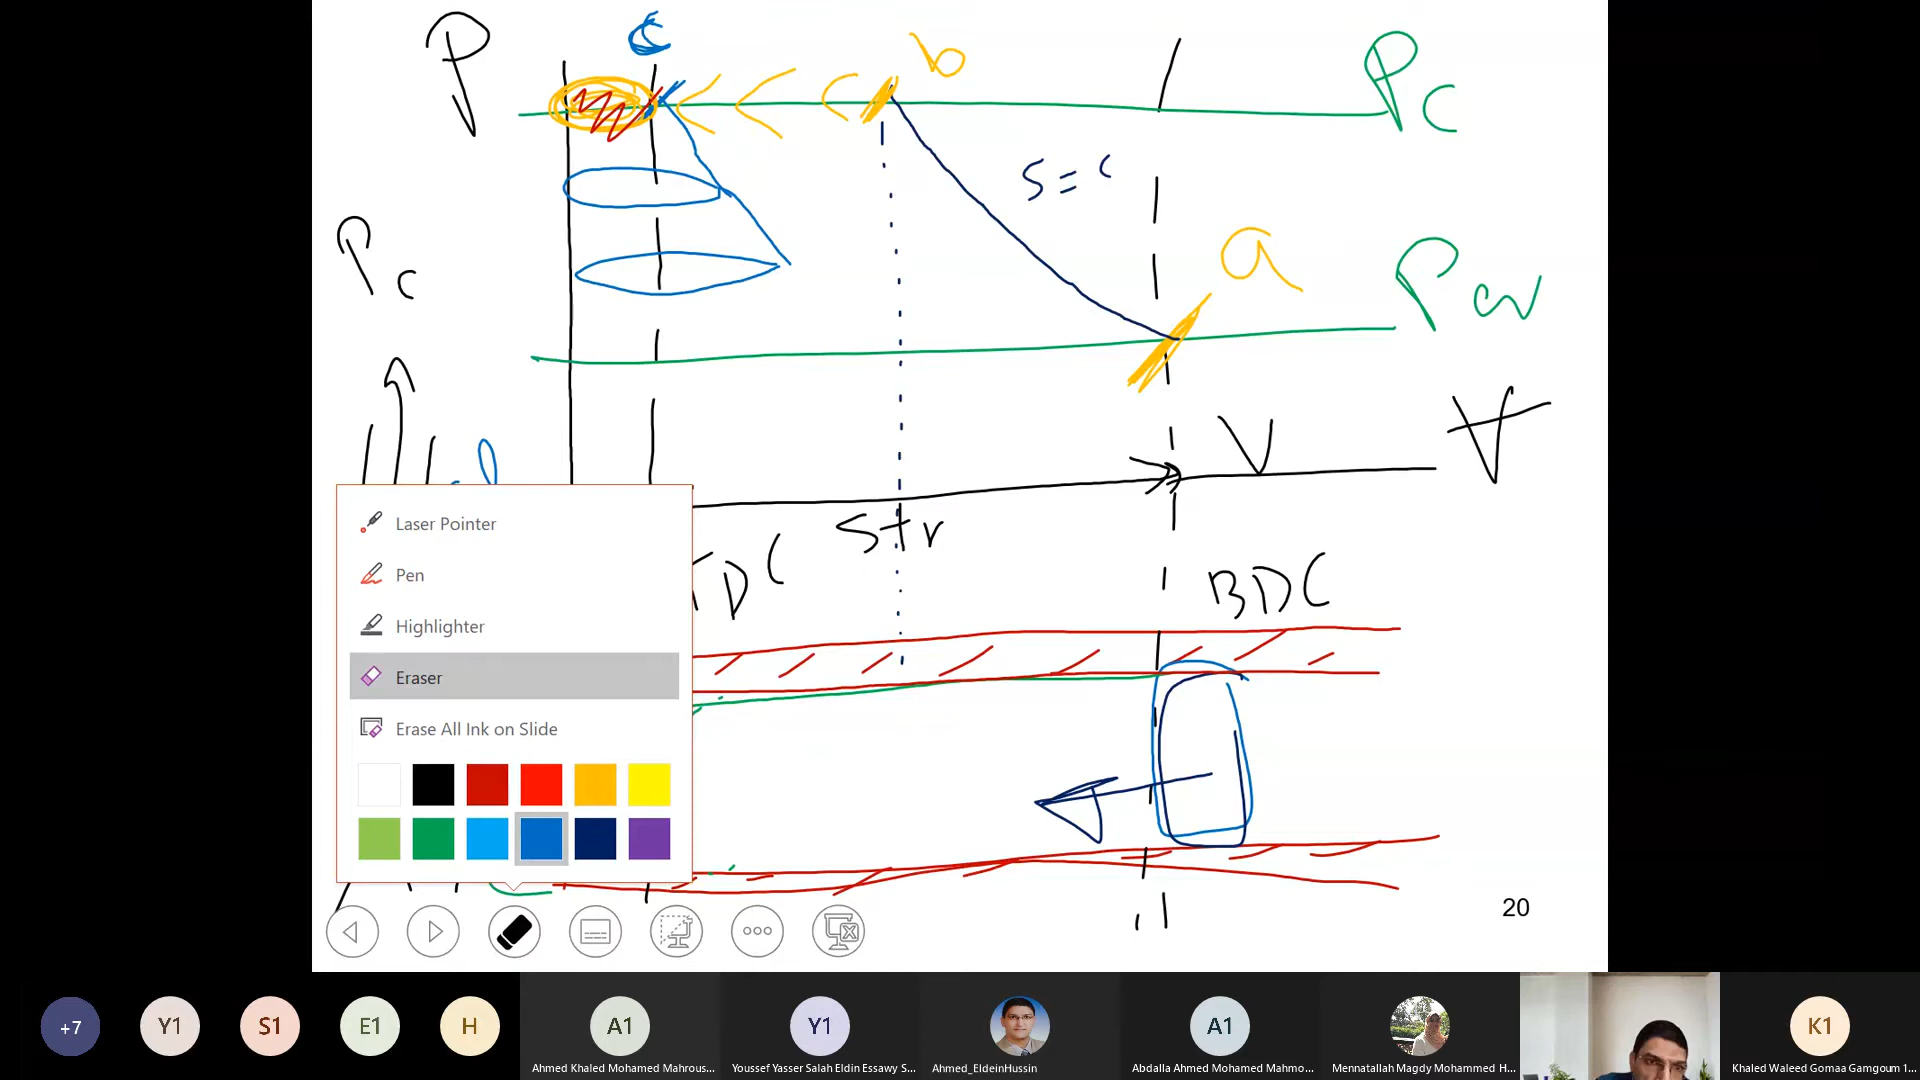 P
c
b
Pc
s = c
a
Pev
Pc
V
V
str
TDC
BDC
Laser Pointer
Pen
Highlighter
Eraser
Erase All Ink on Slide
20
+7
Y1
S1
E1
H
A1
Y1
A1
K1
Ahmed Khaled Mohamed Mahrous...
Youssef Yasser Salah Eldin Essawy S...
Ahmed_EldeinHussin
Abdalla Ahmed Mohamed Mahmo...
Mennatallah Magdy Mohammed H...
Khaled Waleed Gomaa Gamgoum 1...